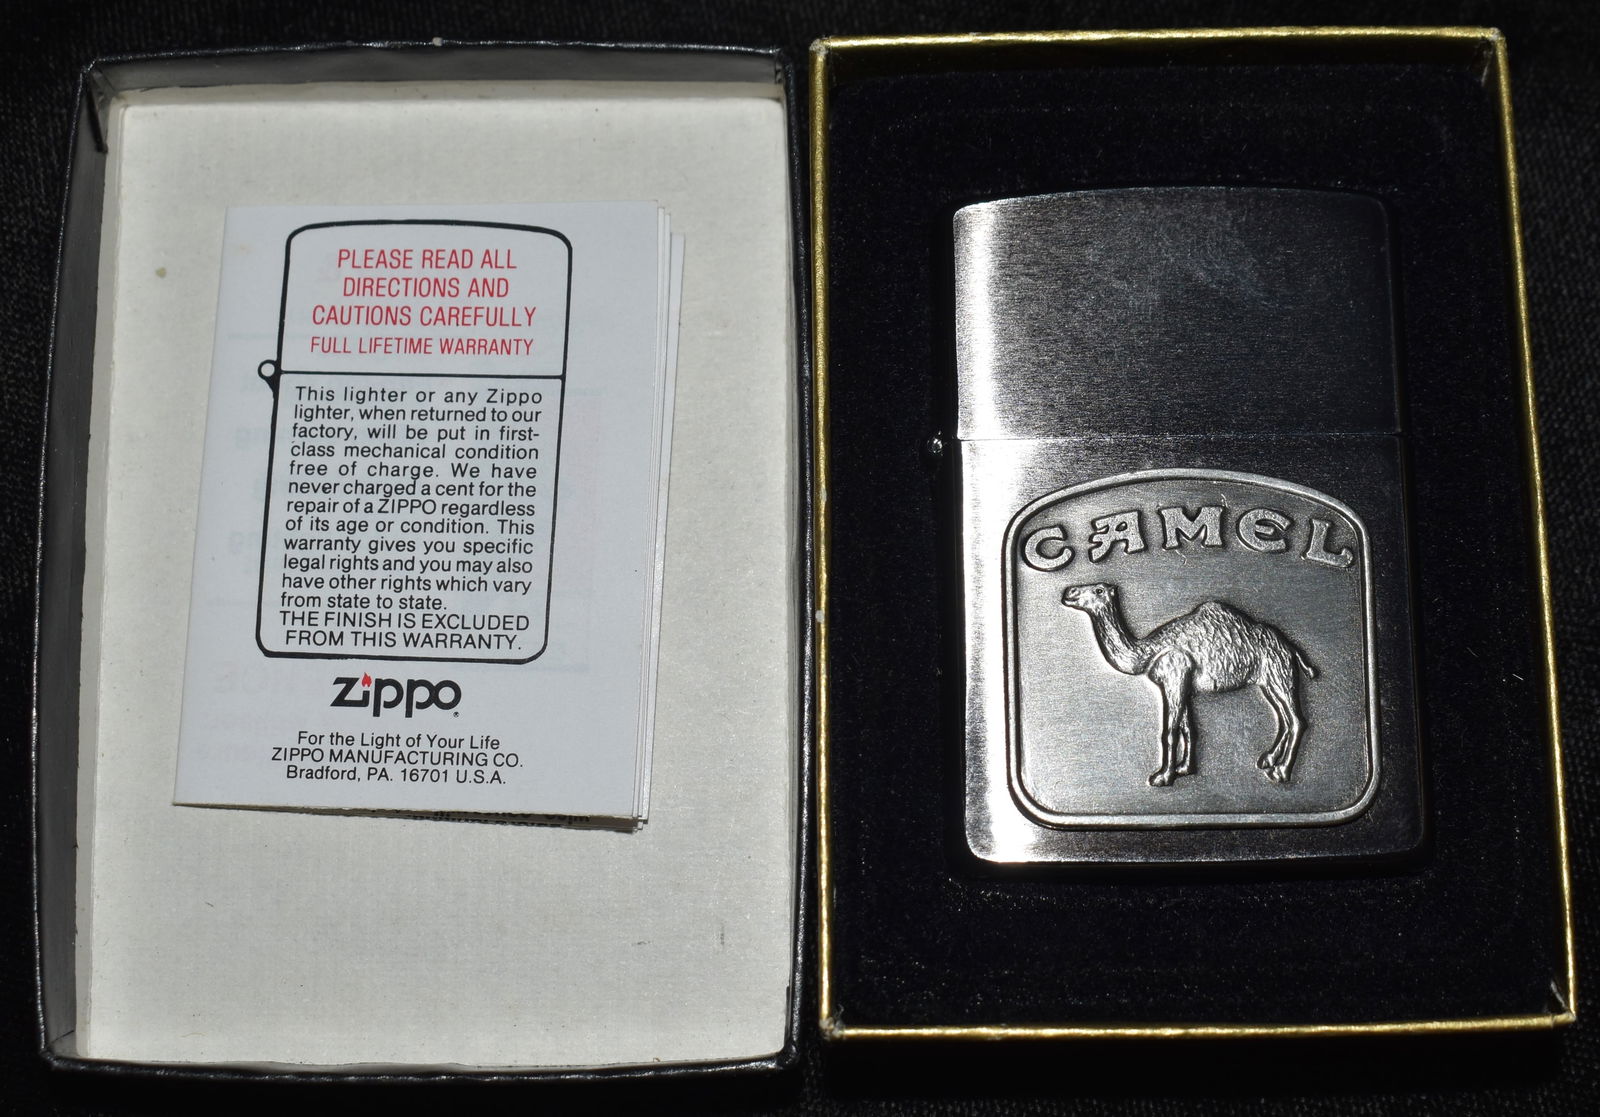 PLEASE READ ALL
DIRECTIONS AND
CAUTIONS CAREFULLY
FULL LIFETIME WARRANTY
This lighter or any Zippo
lighter, when returned to our
factory, will be put in first-
class mechanical condition
free of charge. We have
never charged a cent for the
repair of a ZIPPO regardless
of its age or condition. This
warranty gives you specific
legal rights and you may also
have other rights which vary
from state to state.
THE FINISH IS EXCLUDED
FROM THIS WARRANTY.
Zippo®
For the Light of Your Life
ZIPPO MANUFACTURING CO.
Bradford, PA. 16701 U.S.A.
CAMEL